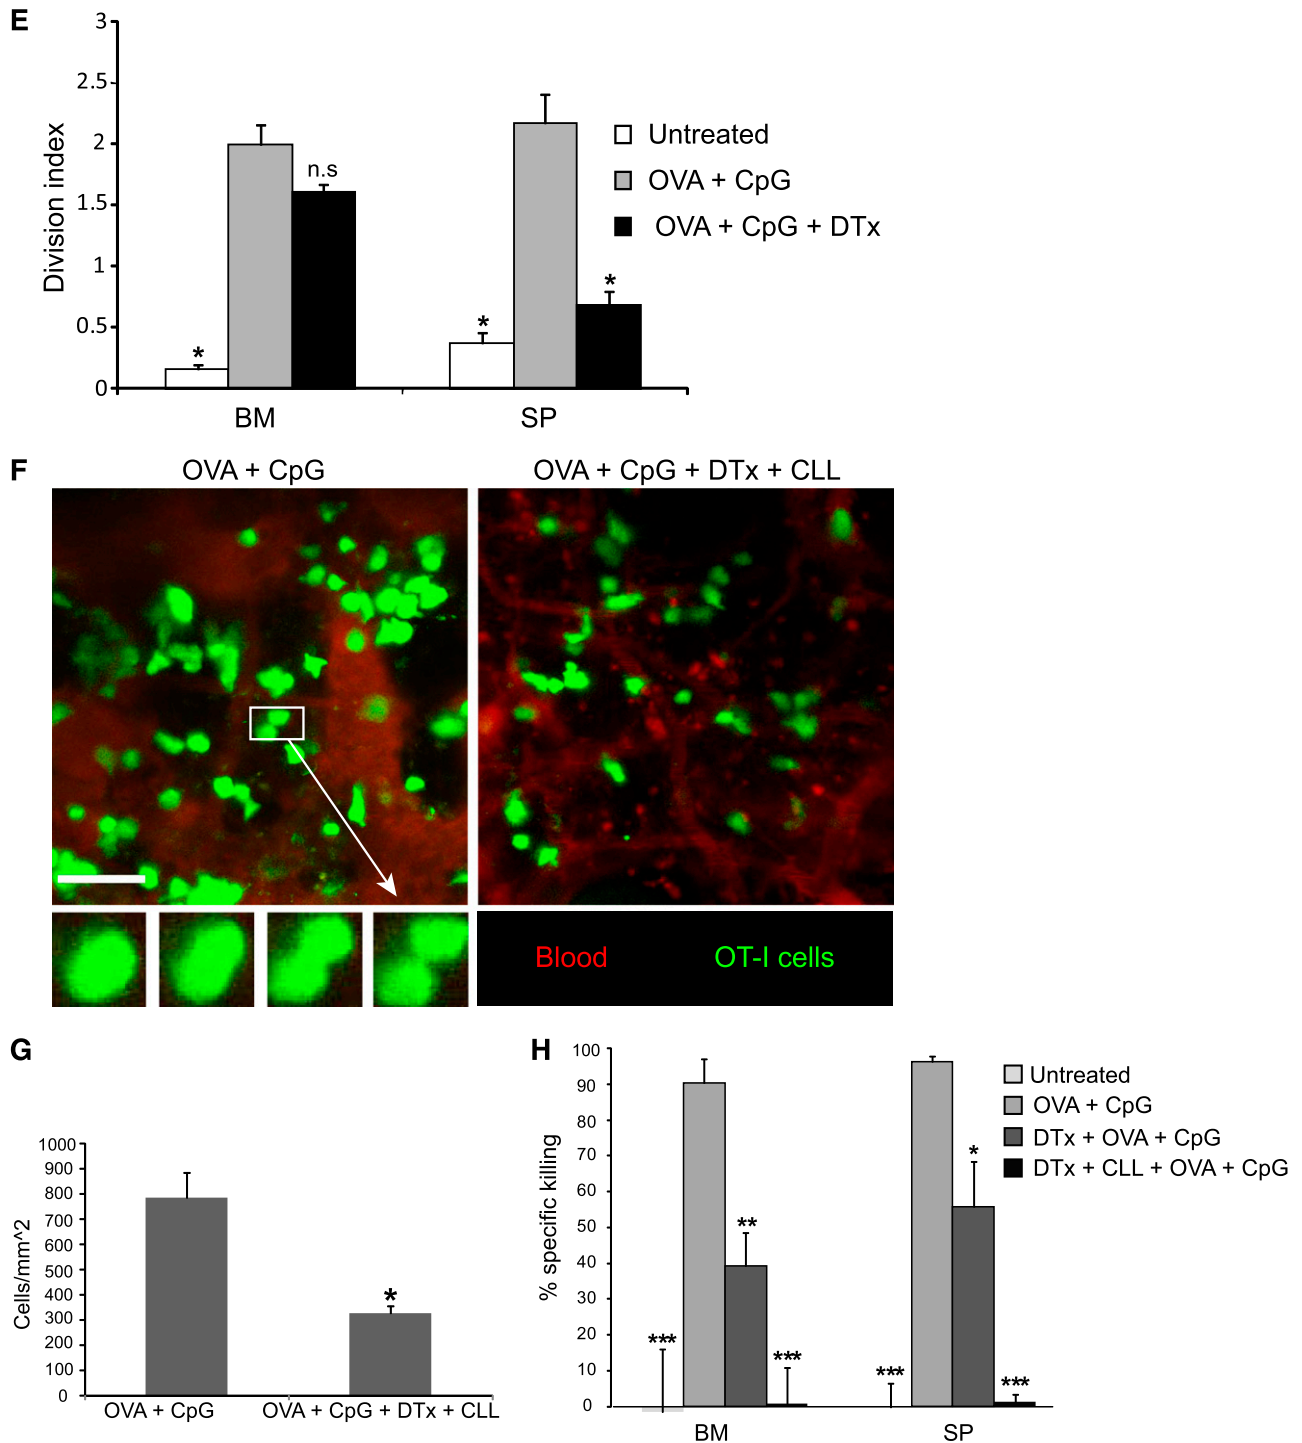 E
3
2.5
2
1.5
1
0.5
0
Division index
n.s
*
*
*
Untreated
OVA + CpG
OVA + CpG + DTx
BM
SP
F
OVA + CpG
OVA + CpG + DTx + CLL
Blood
OT-I cells
G
1000
900
800
700
600
500
400
300
200
100
0
Cells/mm^2
*
OVA + CpG
OVA + CpG + DTx + CLL
H
100
90
80
70
60
50
40
30
20
10
0
% specific killing
***
**
***
***
*
***
Untreated
OVA + CpG
DTx + OVA + CpG
DTx + CLL + OVA + CpG
BM
SP